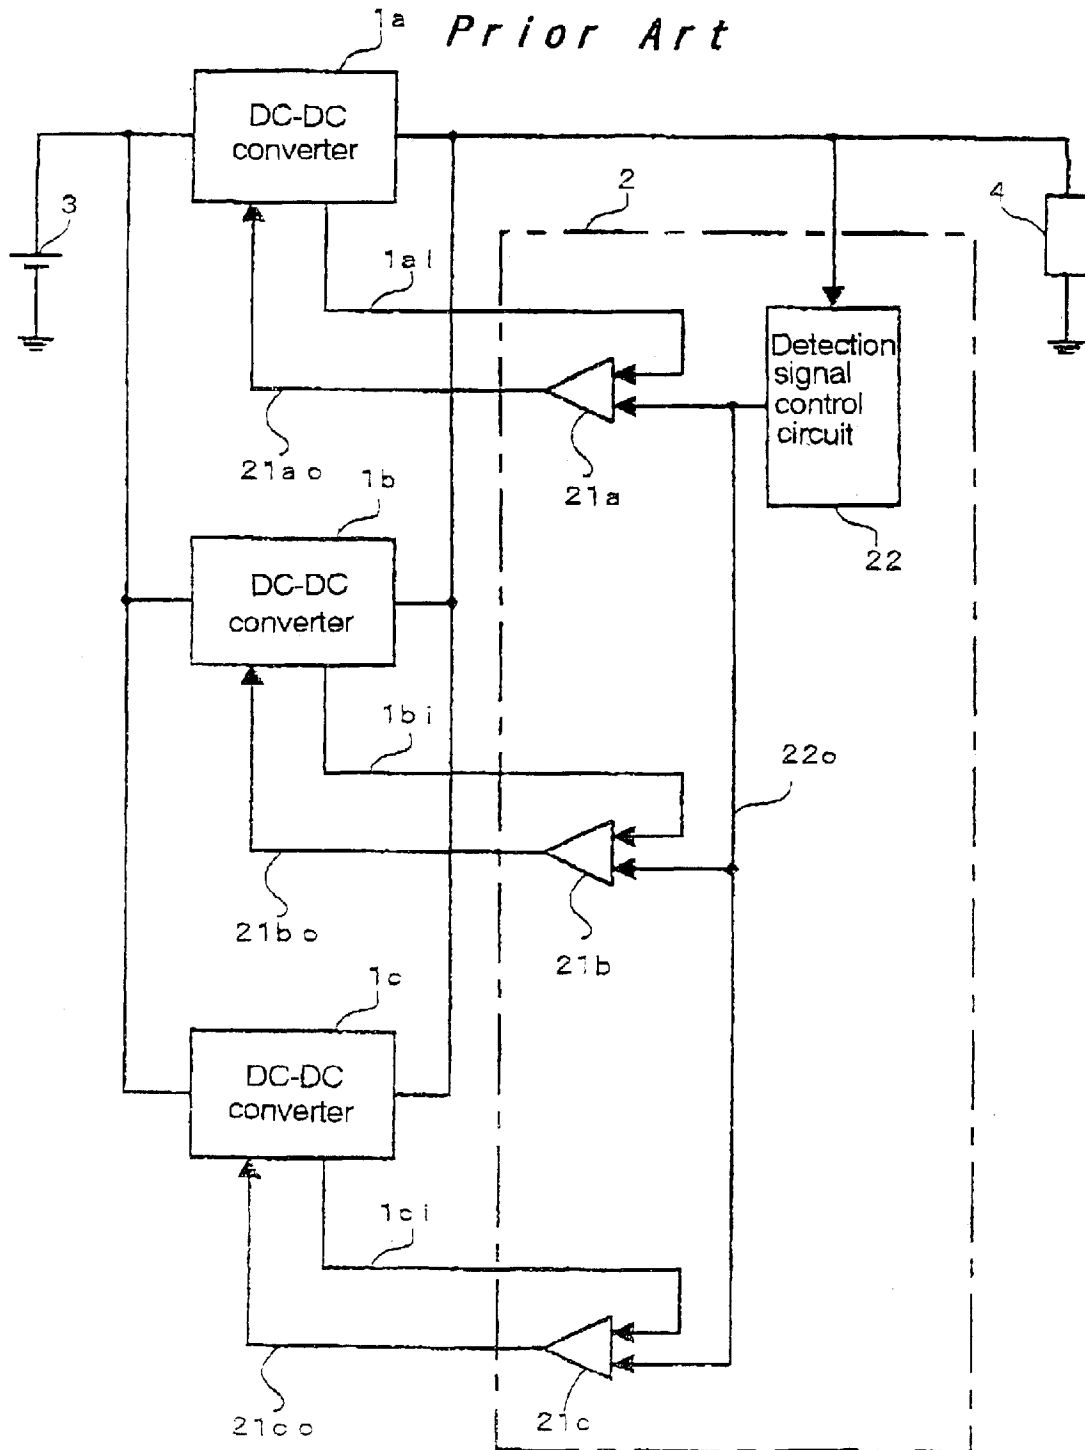 Prior Art
1a
DC-DC
converter
3
2
4
1ai
Detection
signal
control
circuit
21ao
21a
22
1b
DC-DC
converter
1bi
22o
21bo
21b
1c
DC-DC
converter
1ci
21co
21c